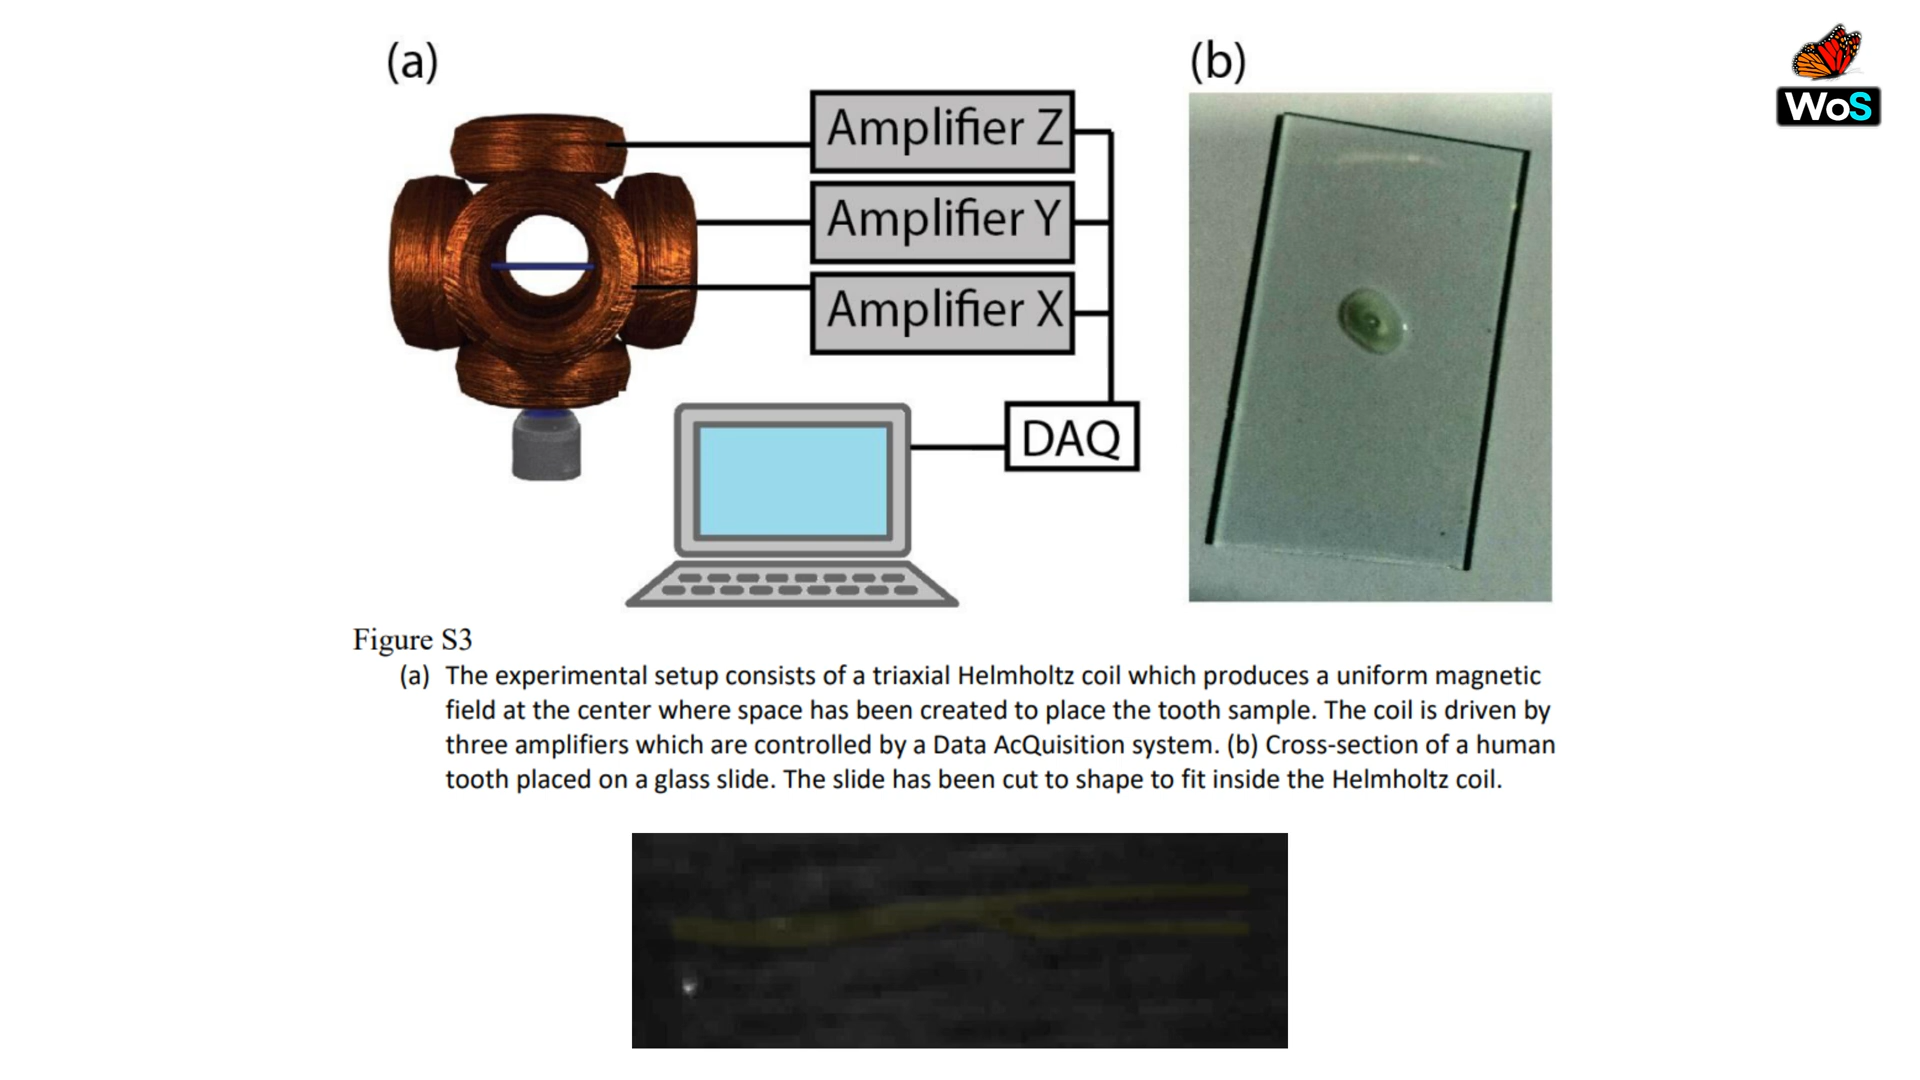 (a)
(b)
WoS
Amplifier Z
Amplifier Y
Amplifier X
DAQ
Figure S3
(a) The experimental setup consists of a triaxial Helmholtz coil which produces a uniform magnetic
field at the center where space has been created to place the tooth sample. The coil is driven by
three amplifiers which are controlled by a Data AcQuisition system. (b) Cross-section of a human
tooth placed on a glass slide. The slide has been cut to shape to fit inside the Helmholtz coil.